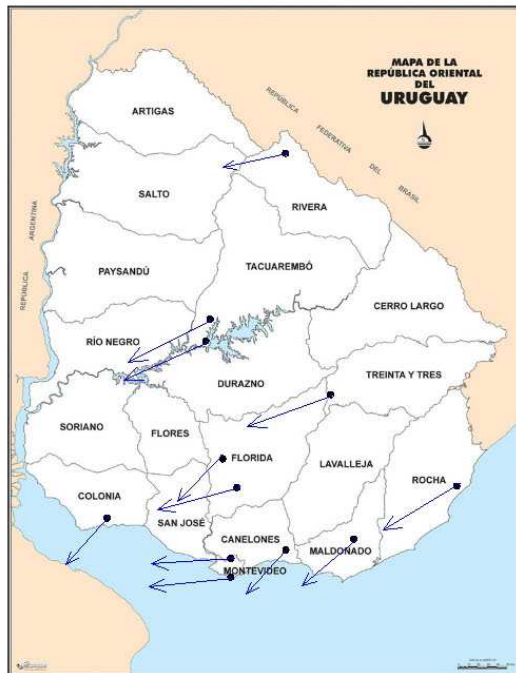 MAPA DE LA
REPÚBLICA ORIENTAL
DEL
URUGUAY
REPÚBLICA FEDERATIVA DEL BRASIL
REPÚBLICA ARGENTINA
ARTIGAS
SALTO
RIVERA
PAYSANDÚ
TACUAREMBÓ
CERRO LARGO
RÍO NEGRO
TREINTA Y TRES
DURAZNO
SORIANO
FLORES
FLORIDA
LAVALLEJA
ROCHA
COLONIA
SAN JOSÉ
CANELONES
MALDONADO
MONTEVIDEO